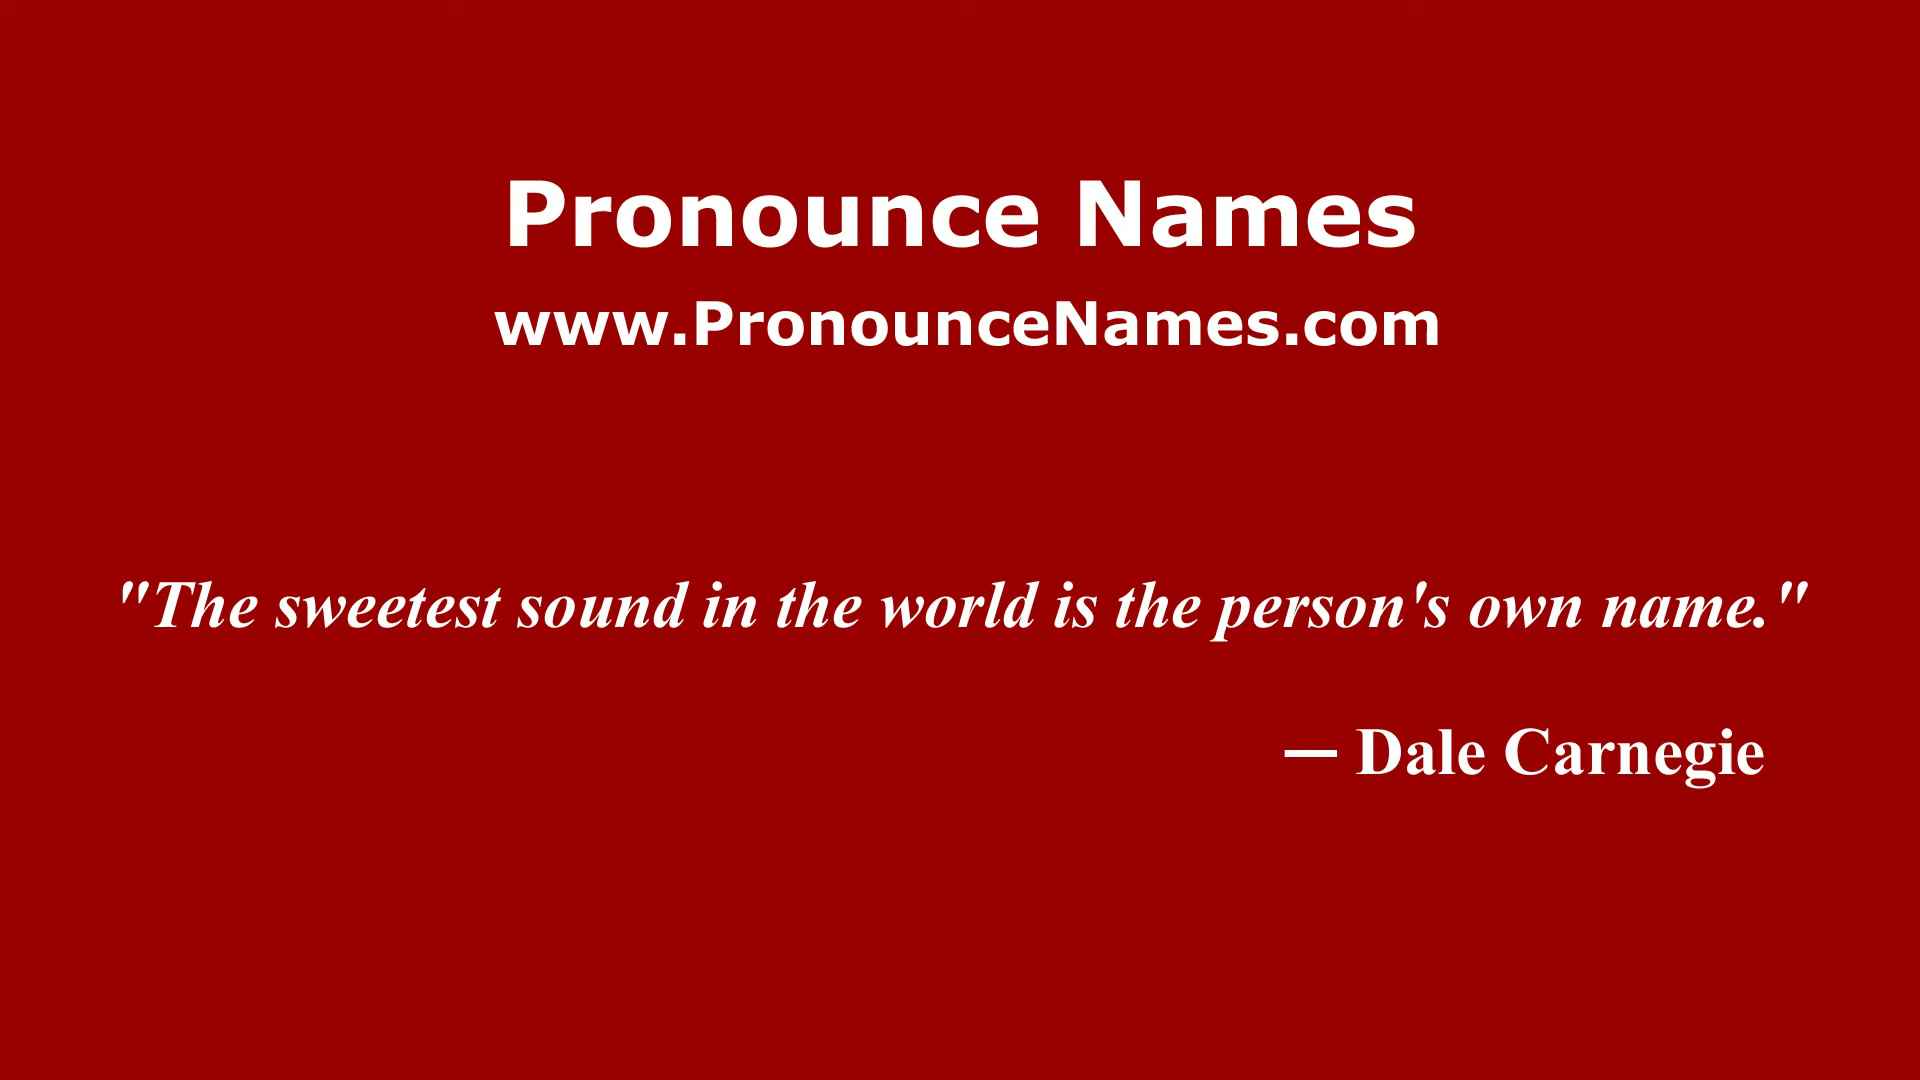 Pronounce Names
www.PronounceNames.com
"The sweetest sound in the world is the person's own name."
— Dale Carnegie